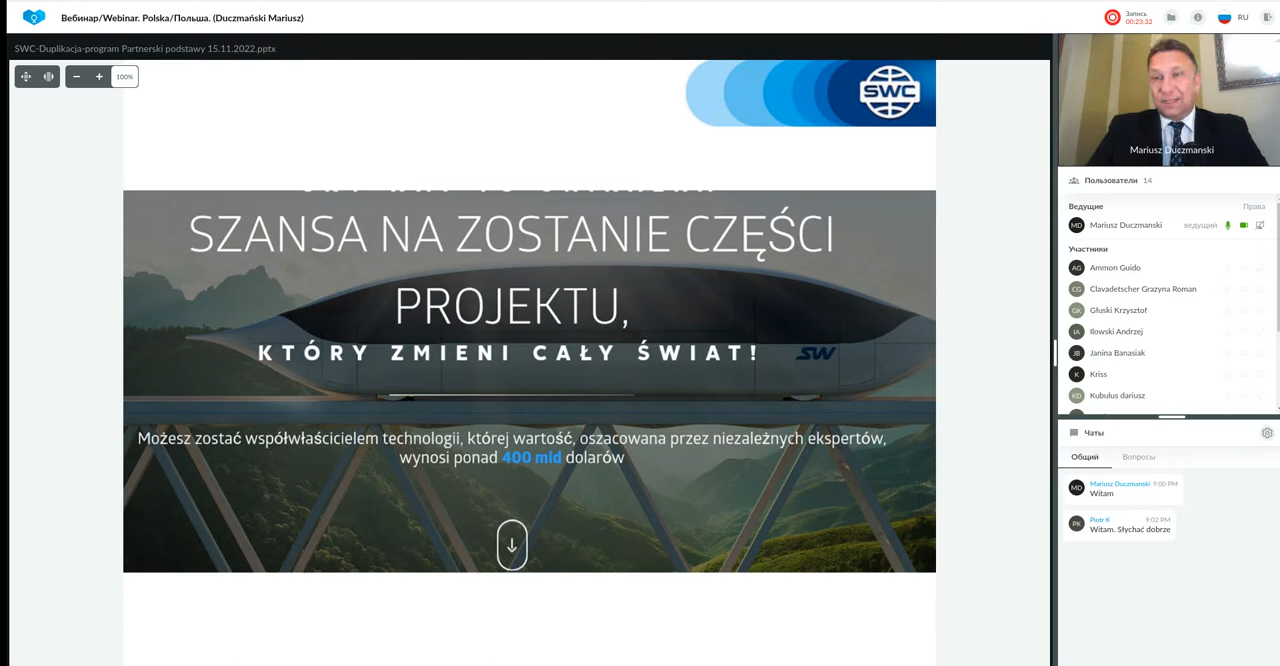 Вебинар/Webinar. Polska/Польша. (Duczmański Mariusz)
Запись
00:23:32
RU
SWC-Duplikacja-program Partnerski podstawy 15.11.2022.pptx
100%
SWC
SZANSA NA ZOSTANIE CZĘŚCI
PROJEKTU,
KTÓRY ZMIENI CAŁY ŚWIAT!
SW
Możesz zostać współwłaścicielem technologii, której wartość, oszacowana przez niezależnych ekspertów,
wynosi ponad 400 mld dolarów
Mariusz Duczmanski
Пользователи 14
Ведущие Права
MD Mariusz Duczmanski ведущий
Участники
AG Ammon Guido
CG Clavadetscher Grazyna Roman
GK Głuski Krzysztof
IA Ilowski Andrzej
JB Janina Banasiak
K Kriss
KD Kubulus dariusz
Чаты
Общий Вопросы
MD Mariusz Duczmanski 9:00 PM
Witam
PK Piotr K 9:02 PM
Witam. Słychać dobrze